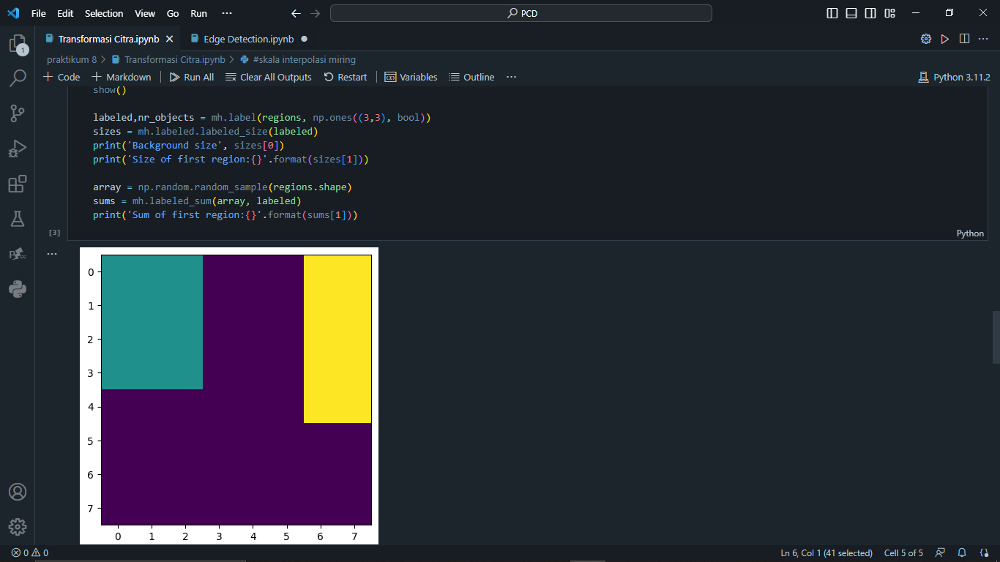 File Edit Selection View Go Run ··· PCD
Transformasi Citra.ipynb Edge Detection.ipynb
1
praktikum 8 > Transformasi Citra.ipynb > #skala interpolasi miring
+ Code + Markdown Run All Clear All Outputs Restart Variables Outline ··· Python 3.11.2
show()
labeled,nr_objects = mh.label(regions, np.ones((3,3), bool))
sizes = mh.labeled.labeled_size(labeled)
print('Background size', sizes[0])
print('Size of first region:{}'.format(sizes[1]))
array = np.random.random_sample(regions.shape)
sums = mh.labeled_sum(array, labeled)
print('Sum of first region:{}'.format(sums[1]))
[3]
Python
···
0
1
2
3
4
5
6
7
0 1 2 3 4 5 6 7
0 0 Ln 6, Col 1 (41 selected) Cell 5 of 5